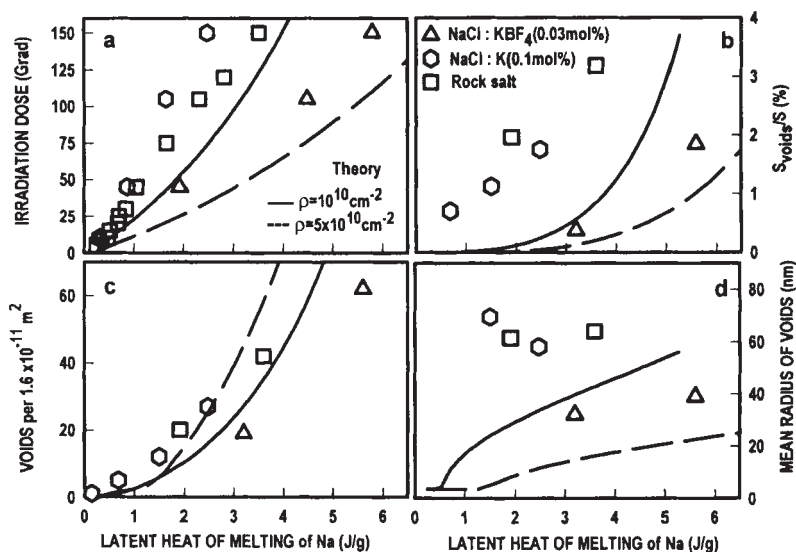 IRRADIATION DOSE (Grad)
150
125
100
75
50
25
0
a
Theory
ρ=10^10cm^-2
ρ=5x10^10cm^-2
b
NaCl : KBF4(0.03mol%)
NaCl : K(0.1mol%)
Rock salt
4
3
2
1
0
Svoids/S (%)
VOIDS per 1.6 x10^-11 m^2
60
40
20
0
c
0 1 2 3 4 5 6
LATENT HEAT OF MELTING of Na (J/g)
d
80
60
40
20
0
MEAN RADIUS OF VOIDS (nm)
0 1 2 3 4 5 6
LATENT HEAT OF MELTING of Na (J/g)